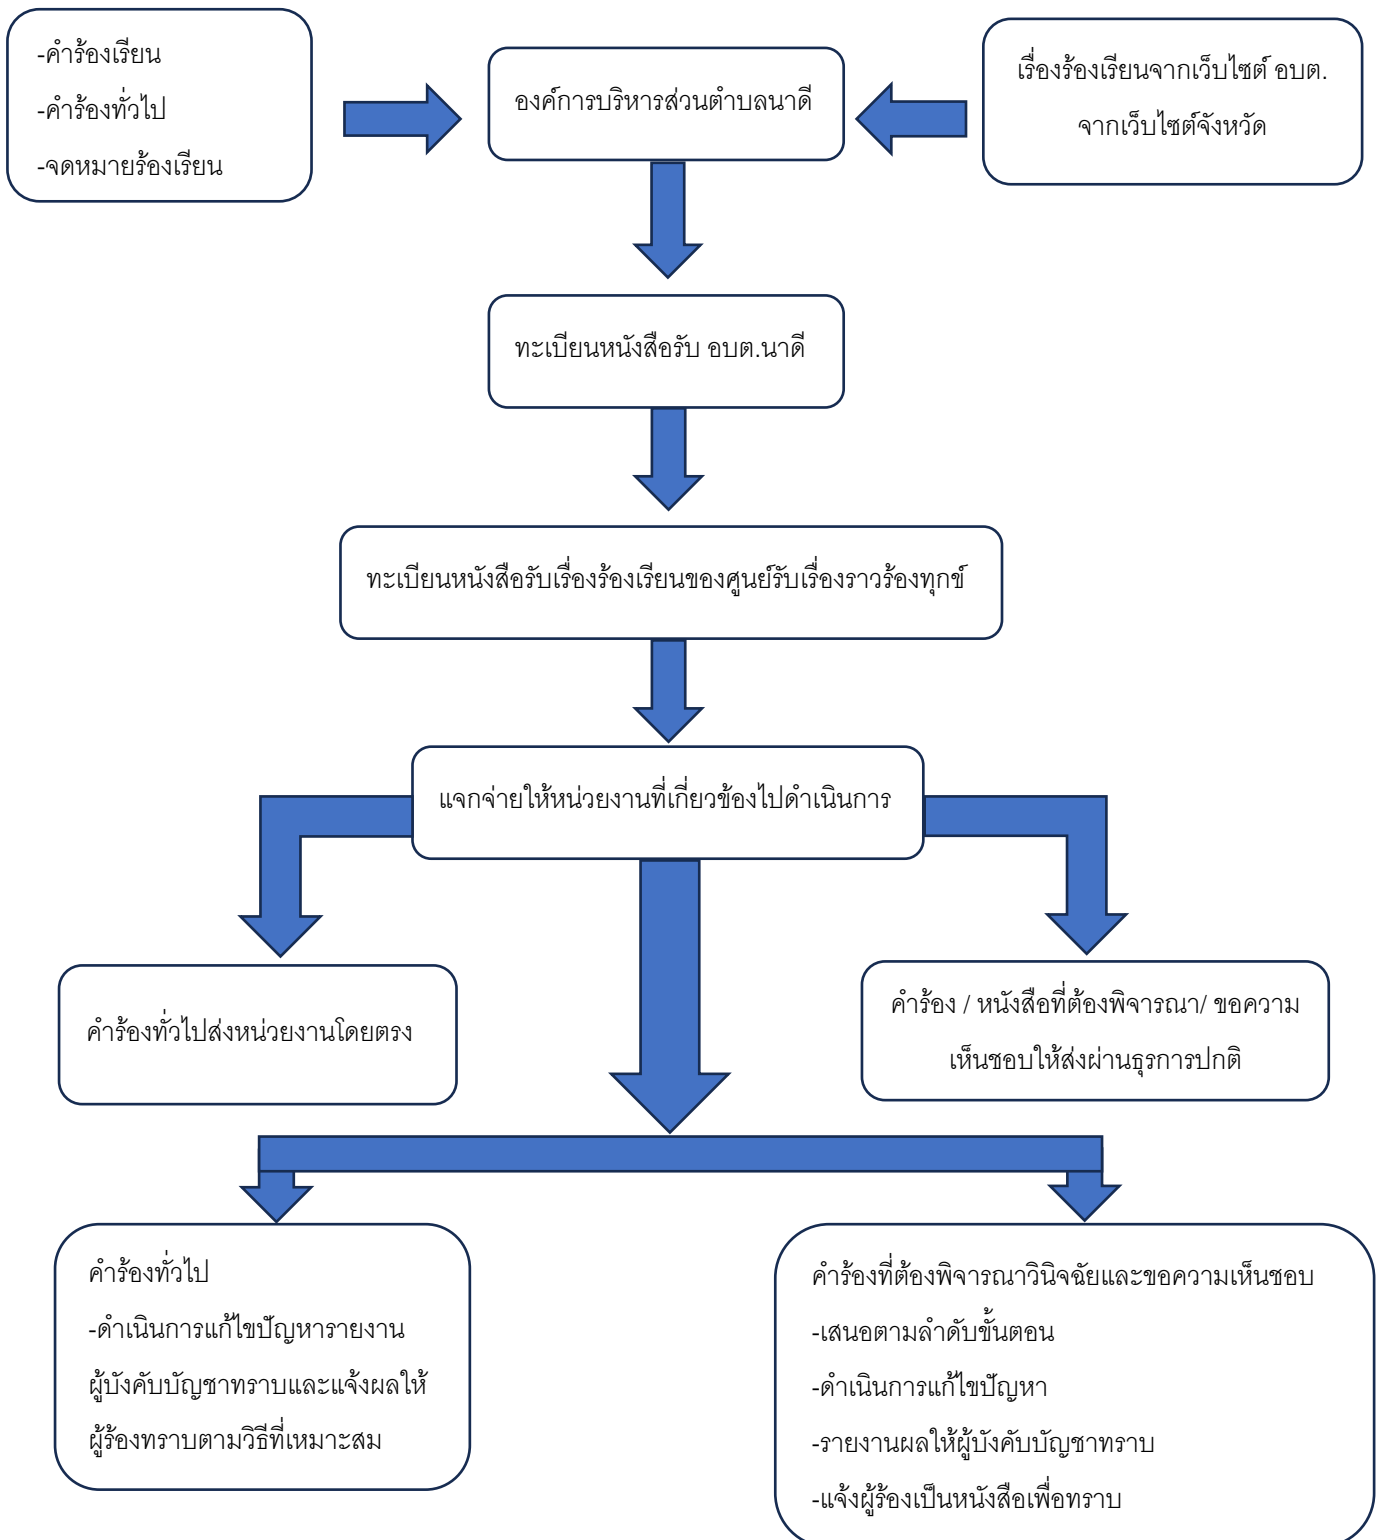 -คำร้องเรียน
-คำร้องทั่วไป
-จดหมายร้องเรียน
องค์การบริหารส่วนตำบลนาดี
เรื่องร้องเรียนจากเว็บไซต์ อบต.
จากเว็บไซต์จังหวัด
ทะเบียนหนังสือรับ อบต.นาดี
ทะเบียนหนังสือรับเรื่องร้องเรียนของศูนย์รับเรื่องราวร้องทุกข์
แจกจ่ายให้หน่วยงานที่เกี่ยวข้องไปดำเนินการ
คำร้องทั่วไปส่งหน่วยงานโดยตรง
คำร้อง / หนังสือที่ต้องพิจารณา/ ขอความ
เห็นชอบให้ส่งผ่านธุรการปกติ
คำร้องทั่วไป
-ดำเนินการแก้ไขปัญหารายงาน
ผู้บังคับบัญชาทราบและแจ้งผลให้
ผู้ร้องทราบตามวิธีที่เหมาะสม
คำร้องที่ต้องพิจารณาวินิจฉัยและขอความเห็นชอบ
-เสนอตามลำดับขั้นตอน
-ดำเนินการแก้ไขปัญหา
-รายงานผลให้ผู้บังคับบัญชาทราบ
-แจ้งผู้ร้องเป็นหนังสือเพื่อทราบ